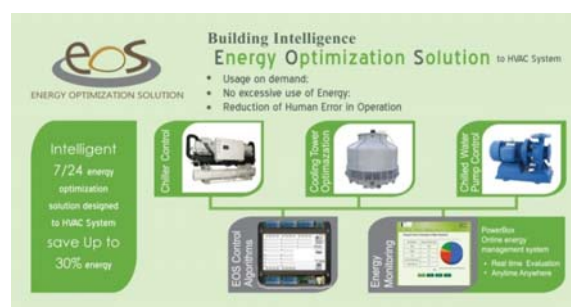 eos
ENERGY OPTIMIZATION SOLUTION
Building Intelligence
Energy Optimization Solution to HVAC System
• Usage on demand:
• No excessive use of Energy:
• Reduction of Human Error in Operation
Intelligent
7/24 energy
optimization
solution designed
to HVAC System
save Up to
30% energy
Chiller Control
Cooling Tower
Optimazation
Chilled Water
Pump Control
EOS Control
Algorithms
Energy
Monitoring
PowerBux
Online energy
management system
• Real time Evaluation
• Anytime Anywhere